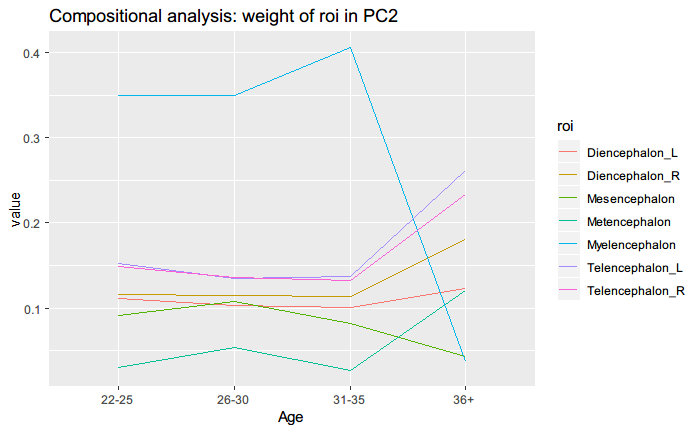 Compositional analysis: weight of roi in PC2
0.4
0.3
0.2
0.1
value
22-25
26-30
31-35
36+
Age
roi
Diencephalon_L
Diencephalon_R
Mesencephalon
Metencephalon
Myelencephalon
Telencephalon_L
Telencephalon_R